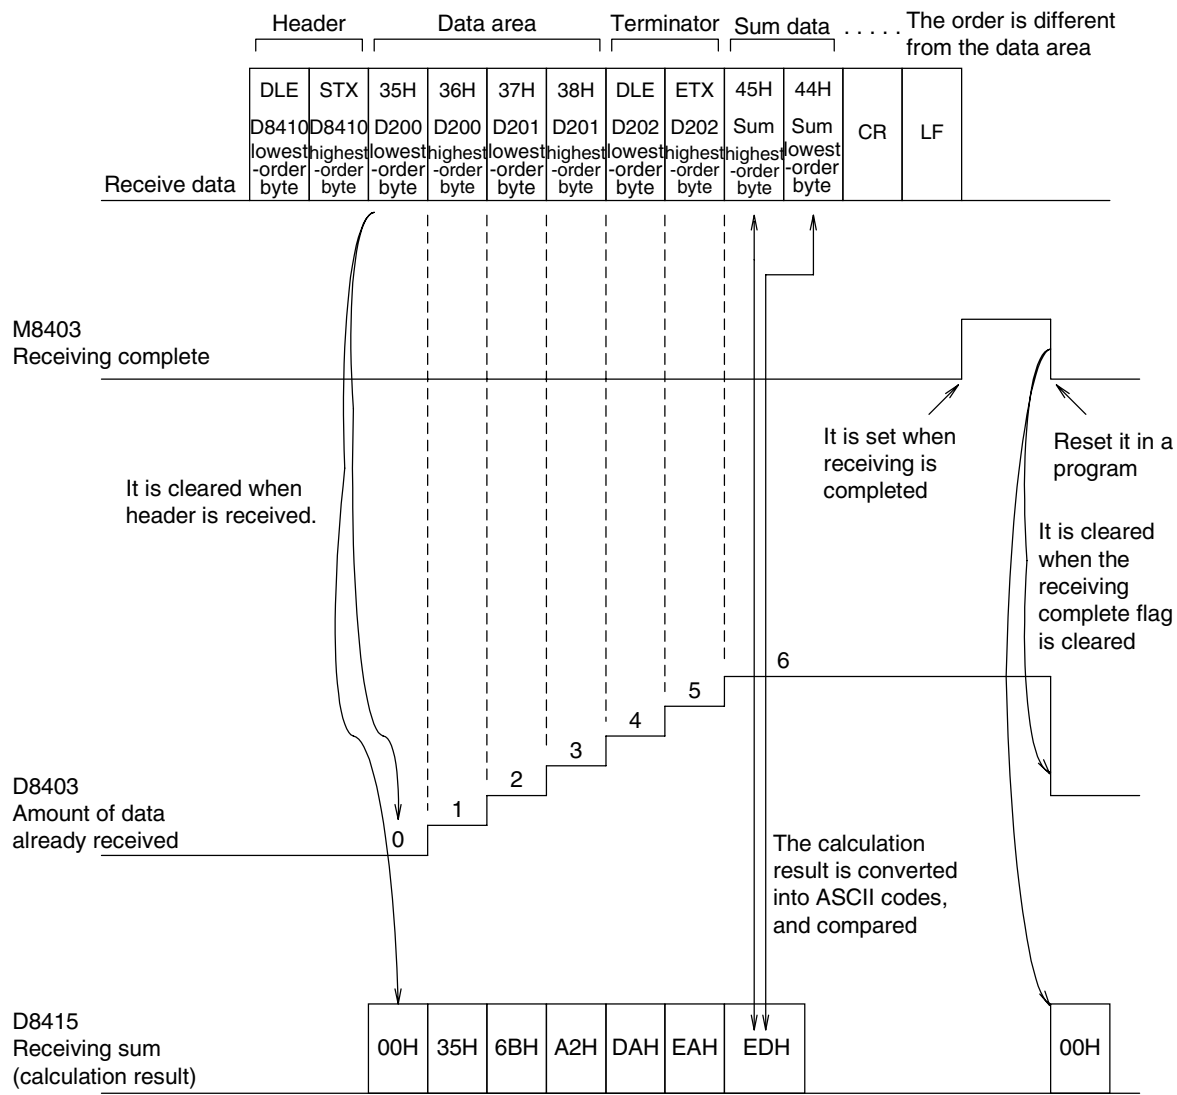 Header
Data area
Terminator
Sum data
. . . . . The order is different
from the data area
DLE STX 35H 36H 37H 38H DLE ETX 45H 44H
D8410 D8410 D200 D200 D201 D201 D202 D202 Sum Sum CR LF
lowest highest lowest highest lowest highest lowest highest highest lowest
-order -order -order -order -order -order -order -order -order -order
byte byte byte byte byte byte byte byte byte byte
Receive data
M8403
Receiving complete
It is set when
receiving is
completed
Reset it in a
program
It is cleared when
header is received.
It is cleared
when the
receiving
complete flag
is cleared
6
5
4
3
2
1
0
D8403
Amount of data
already received
The calculation
result is converted
into ASCII codes,
and compared
D8415
Receiving sum
(calculation result)
00H 35H 6BH A2H DAH EAH EDH 00H